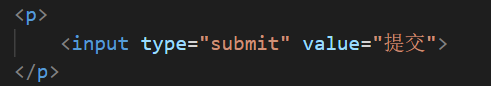 <p>
    <input type="submit" value="提交">
</p>